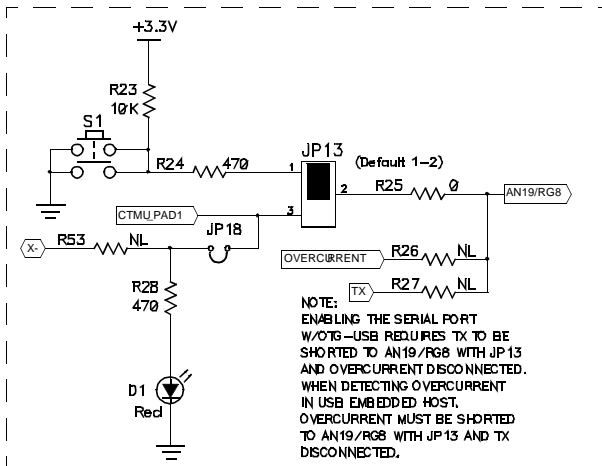 +3.3V
R23
10K
S1
R24 470
JP13
(Default 1-2)
1
2
3
R25 0
AN19/RG8
CTMU_PAD1
JP18
X-
R53 NL
OVERCURRENT
R26 NL
TX
R27 NL
R28
470
D1
Red
NOTE:
ENABLING THE SERIAL PORT
W/OTG-USB REQUIRES TX TO BE
SHORTED TO AN19/RG8 WITH JP13
AND OVERCURRENT DISCONNECTED.
WHEN DETECTING OVERCURRENT
IN USB EMBEDDED HOST,
OVERCURRENT MUST BE SHORTED
TO AN19/RG8 WITH JP13 AND TX
DISCONNECTED.